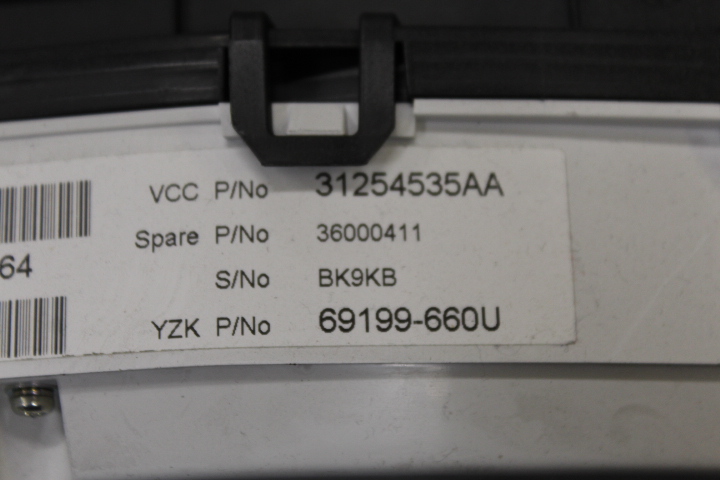 VCC P/No 31254535AA
Spare P/No 36000411
64
S/No BK9KB
YZK P/No 69199-660U